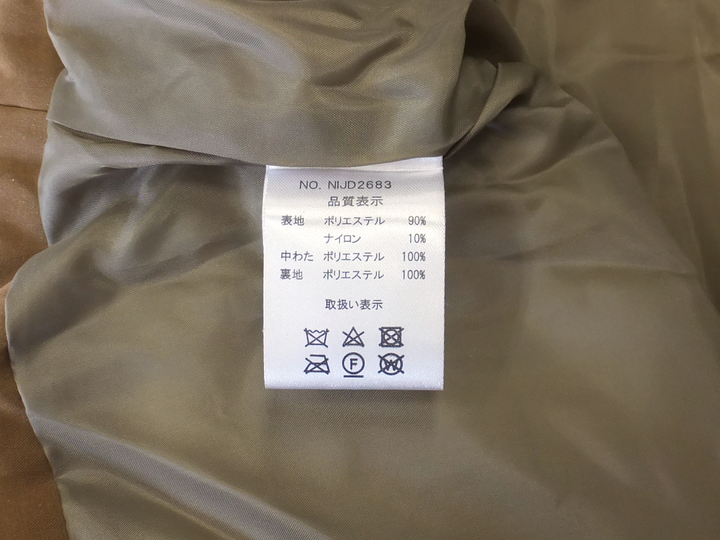 NO. NIJD2683
品質表示
表地 ポリエステル 90%
ナイロン 10%
中わた ポリエステル 100%
裏地 ポリエステル 100%
取扱い表示
F W